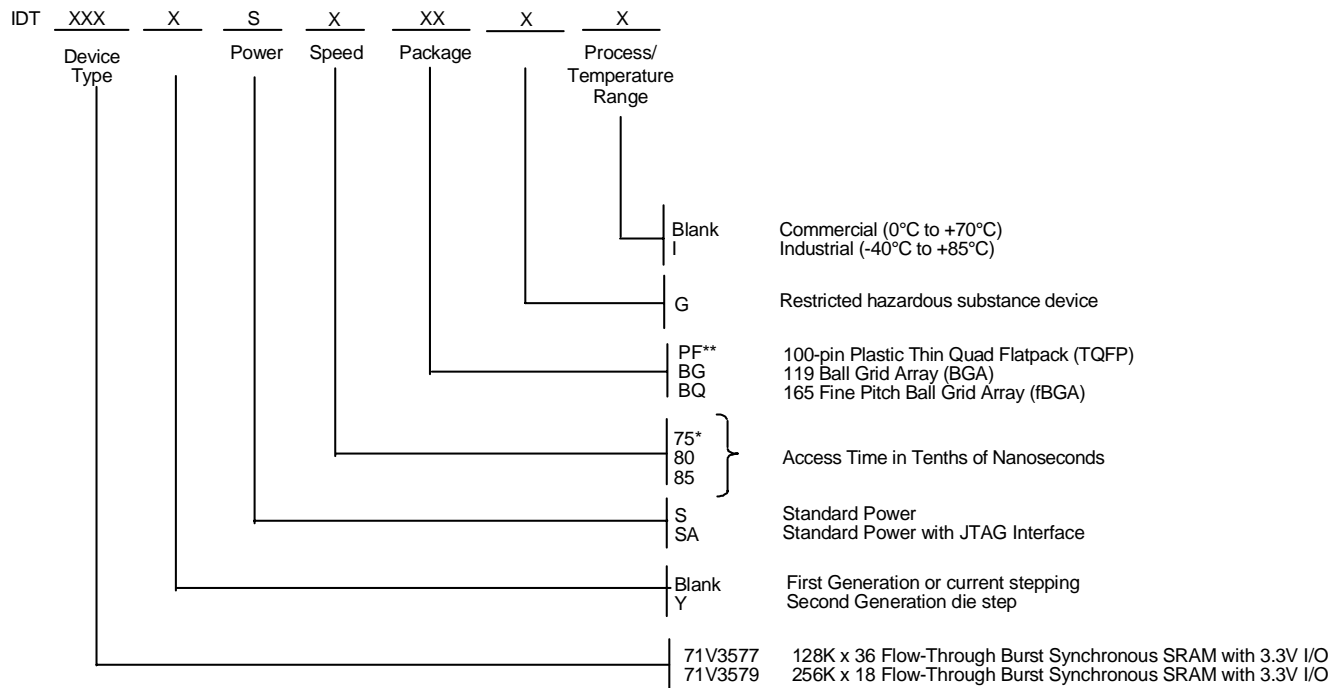 IDT XXX X S X XX X X
Device Type
Power
Speed
Package
Process/
Temperature
Range
Blank Commercial (0°C to +70°C)
I Industrial (-40°C to +85°C)
G Restricted hazardous substance device
PF** 100-pin Plastic Thin Quad Flatpack (TQFP)
BG 119 Ball Grid Array (BGA)
BQ 165 Fine Pitch Ball Grid Array (fBGA)
75*
80 Access Time in Tenths of Nanoseconds
85
S Standard Power
SA Standard Power with JTAG Interface
Blank First Generation or current stepping
Y Second Generation die step
71V3577 128K x 36 Flow-Through Burst Synchronous SRAM with 3.3V I/O
71V3579 256K x 18 Flow-Through Burst Synchronous SRAM with 3.3V I/O